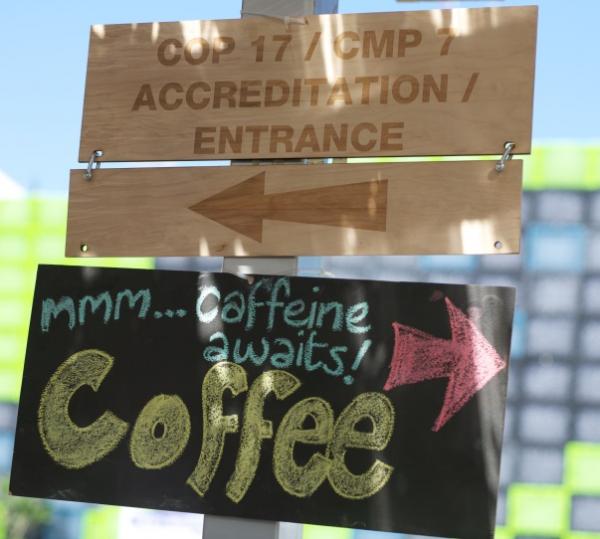 COP 17 / CMP 7
ACCREDITATION /
ENTRANCE
mmm... Caffeine
awaits!
Coffee